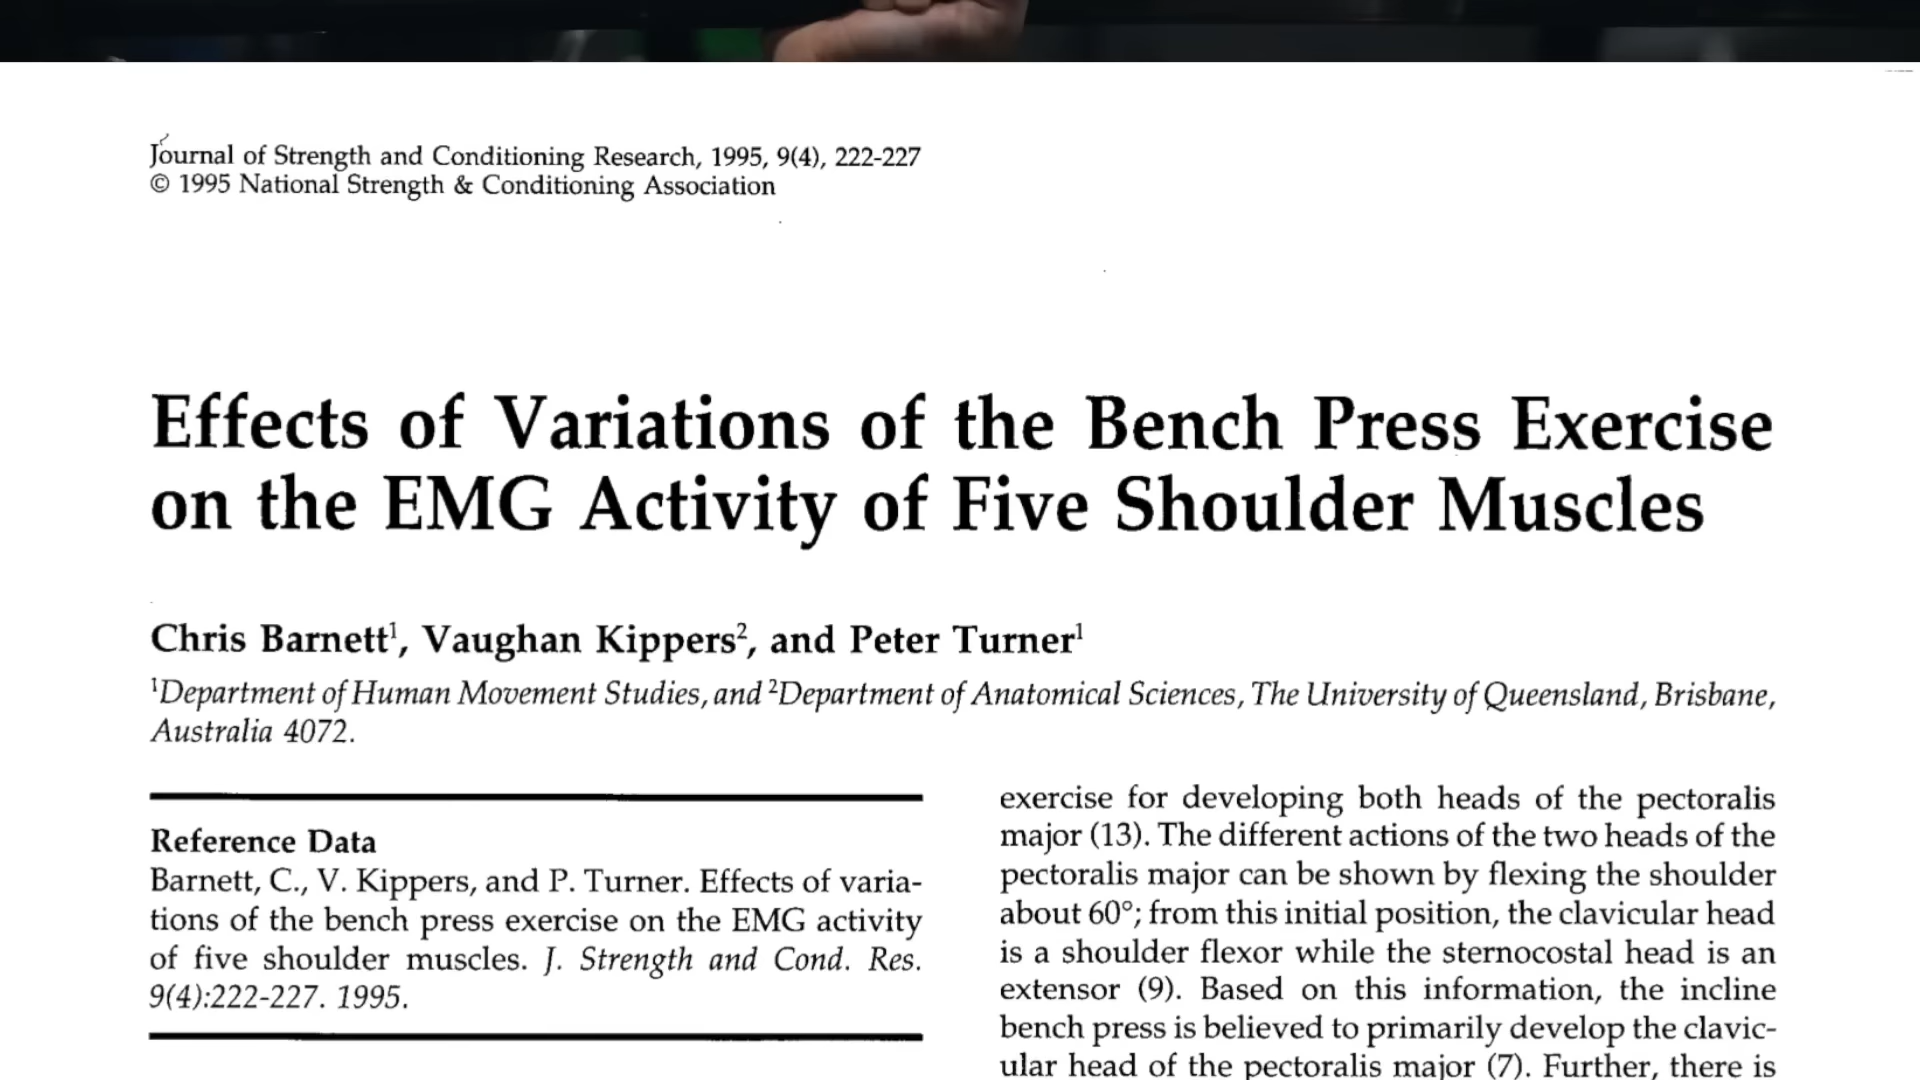 Journal of Strength and Conditioning Research, 1995, 9(4), 222-227
© 1995 National Strength & Conditioning Association
Effects of Variations of the Bench Press Exercise
on the EMG Activity of Five Shoulder Muscles
Chris Barnett¹, Vaughan Kippers², and Peter Turner¹
¹Department of Human Movement Studies, and ²Department of Anatomical Sciences, The University of Queensland, Brisbane,
Australia 4072.
Reference Data
Barnett, C., V. Kippers, and P. Turner. Effects of varia-
tions of the bench press exercise on the EMG activity
of five shoulder muscles. J. Strength and Cond. Res.
9(4):222-227. 1995.
exercise for developing both heads of the pectoralis
major (13). The different actions of the two heads of the
pectoralis major can be shown by flexing the shoulder
about 60°; from this initial position, the clavicular head
is a shoulder flexor while the sternocostal head is an
extensor (9). Based on this information, the incline
bench press is believed to primarily develop the clavic-
ular head of the pectoralis major (7). Further, there is